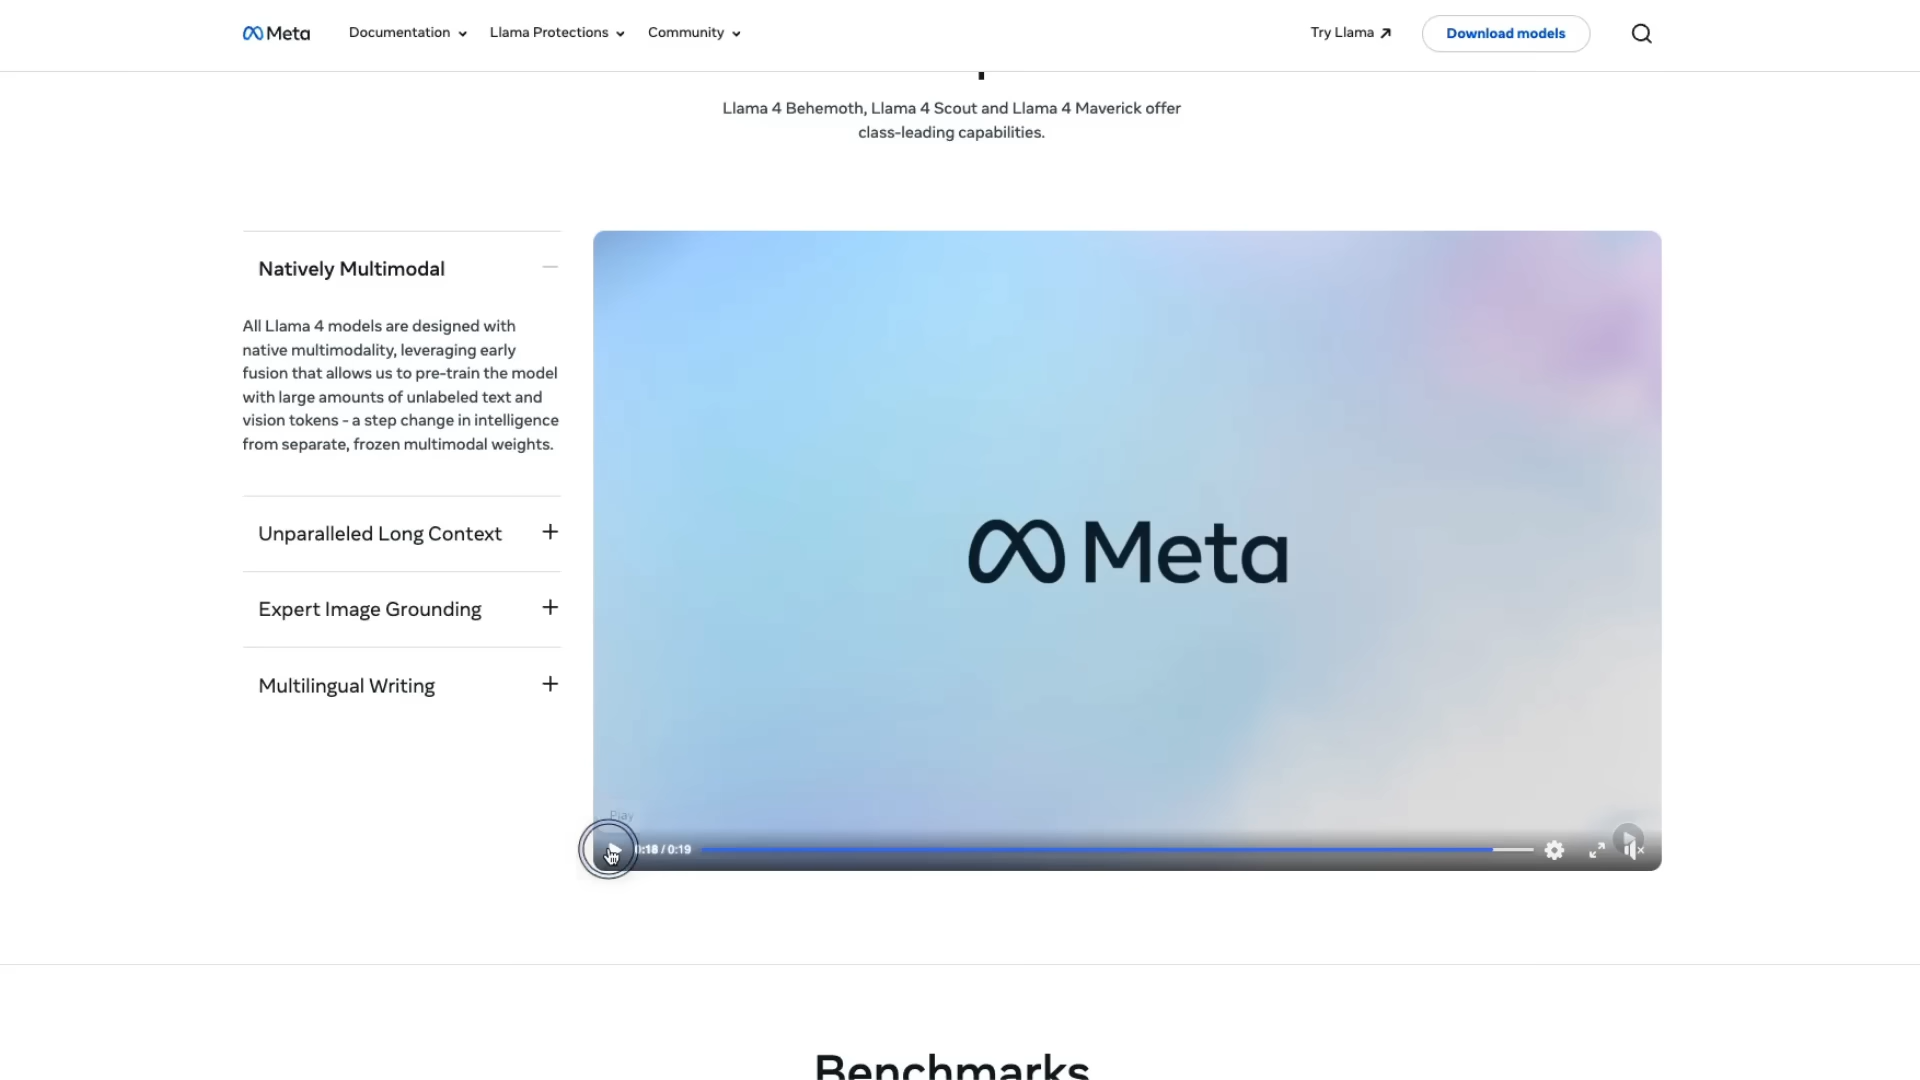 Meta
Documentation
Llama Protections
Community
Try Llama
Download models
Llama 4 Behemoth, Llama 4 Scout and Llama 4 Maverick offer
class-leading capabilities.
Natively Multimodal
All Llama 4 models are designed with
native multimodality, leveraging early
fusion that allows us to pre-train the model
with large amounts of unlabeled text and
vision tokens - a step change in intelligence
from separate, frozen multimodal weights.
Unparalleled Long Context
Expert Image Grounding
Multilingual Writing
Meta
Play
0:18 / 0:19
Benchmarks